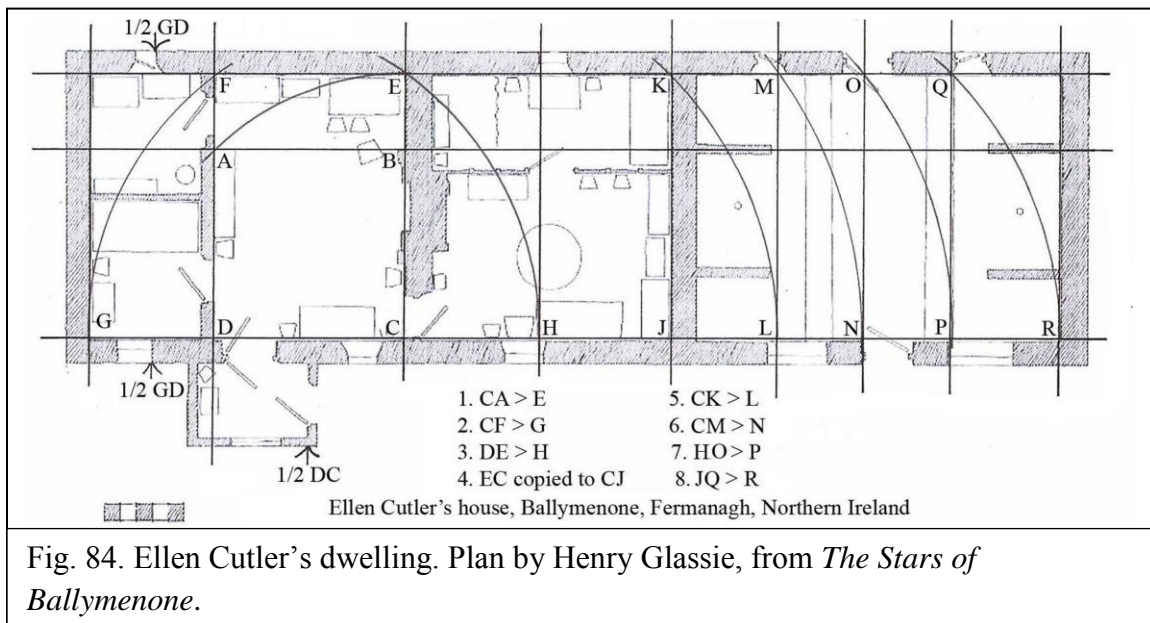 1/2 GD
F
E
K
M
O
Q
A
B
G
D
C
H
J
L
N
P
R
1/2 GD
1/2 DC
1. CA > E
2. CF > G
3. DE > H
4. EC copied to CJ
5. CK > L
6. CM > N
7. HO > P
8. JQ > R
Ellen Cutler's house, Ballymenone, Fermanagh, Northern Ireland
Fig. 84. Ellen Cutler's dwelling. Plan by Henry Glassie, from The Stars of
Ballymenone.